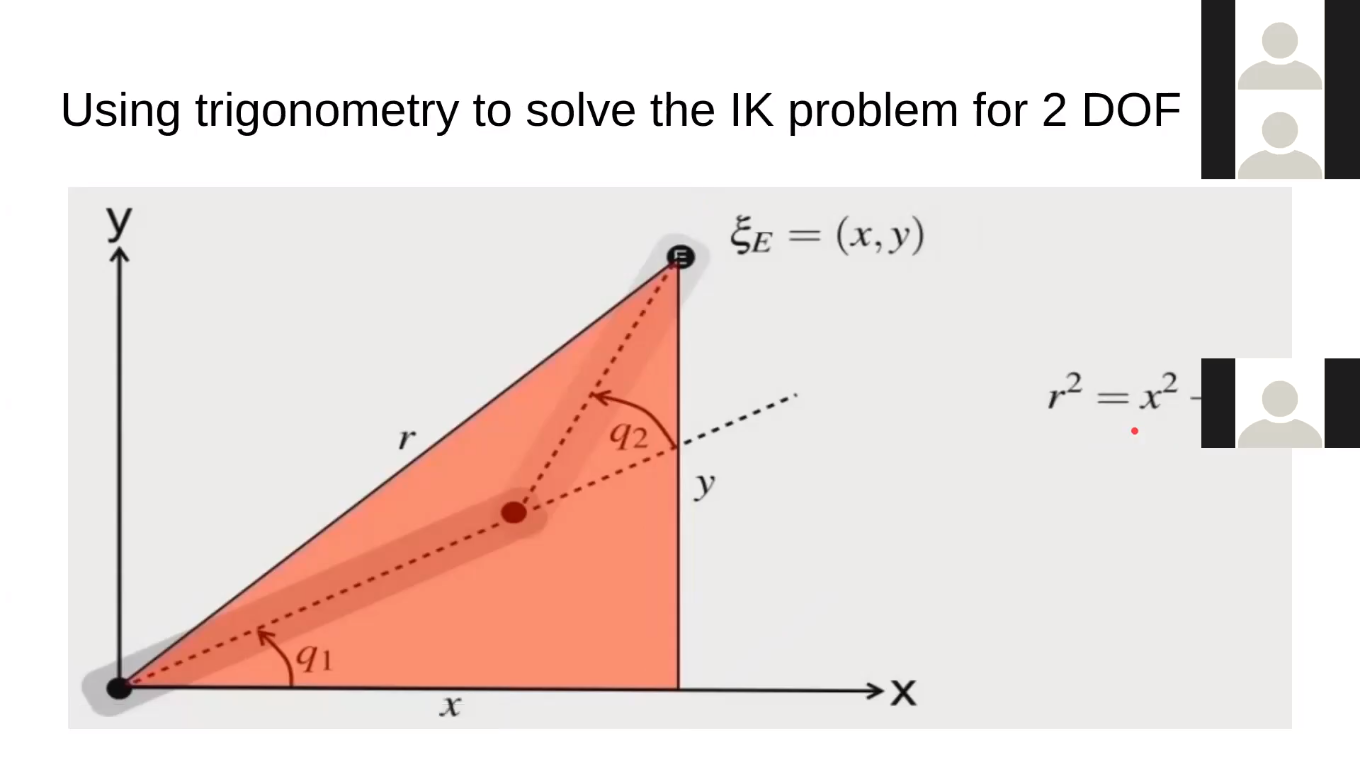 Using trigonometry to solve the IK problem for 2 DOF
y
E
ξE = (x, y)
r² = x² -
r
q2
y
q1
x
x